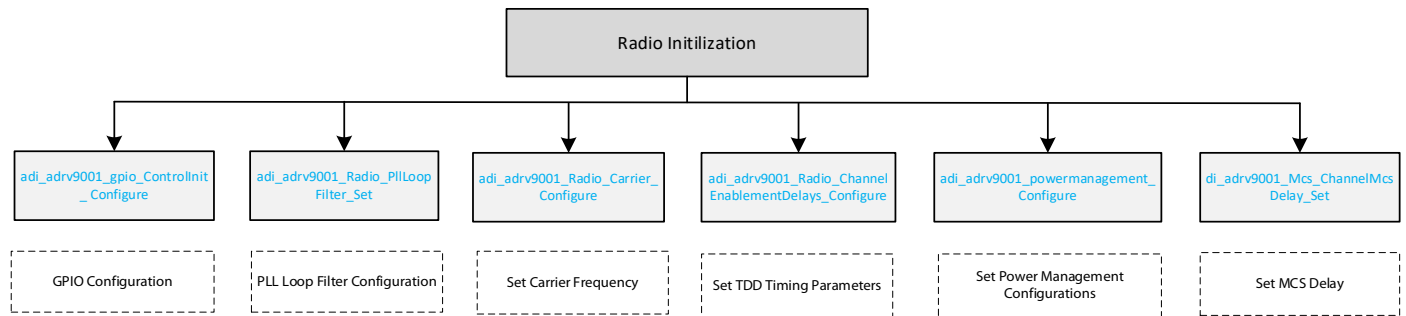 Radio Initilization
adi_adrv9001_gpio_ControlInit
_ Configure
adi_adrv9001_Radio_PllLoop
Filter_Set
adi_adrv9001_Radio_Carrier_
Configure
adi_adrv9001_Radio_Channel
EnablementDelays_Configure
adi_adrv9001_powermanagement_
Configure
di_adrv9001_Mcs_ChannelMcs
Delay_Set
GPIO Configuration
PLL Loop Filter Configuration
Set Carrier Frequency
Set TDD Timing Parameters
Set Power Management
Configurations
Set MCS Delay